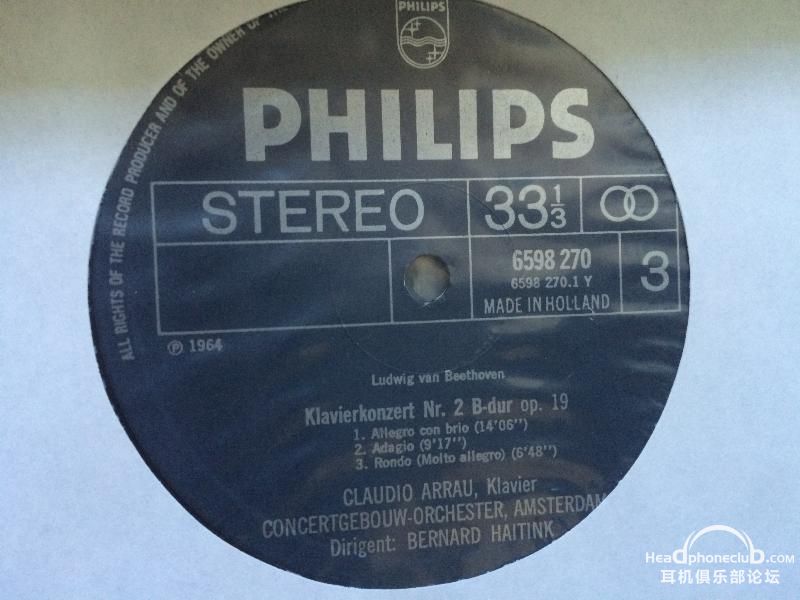 PHILIPS
ALL RIGHTS OF THE RECORD PRODUCER AND OF THE OWNER OF THE
PHILIPS
STEREO
33 1/3
6598 270
6598 270.1 Y
MADE IN HOLLAND
3
℗ 1964
Ludwig van Beethoven
Klavierkonzert Nr. 2 B-dur op. 19
1. Allegro con brio (14'06'')
2. Adagio (9'17'')
3. Rondo (Molto allegro) (6'48'')
CLAUDIO ARRAU, Klavier
CONCERTGEBOUW-ORCHESTER, AMSTERDAM
Dirigent: BERNARD HAITINK
Headphoneclub.com
耳机俱乐部论坛